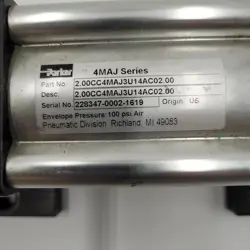 Parker
4MAJ Series
Part No: 2.00CC4MAJ3U14AC02.00
Desc: 2.00CC4MAJ3U14AC02.00
Serial No: 228347-0002-1619 Origin: US
Envelope Pressure: 100 psi Air
Pneumatic Division Richland, MI 49083